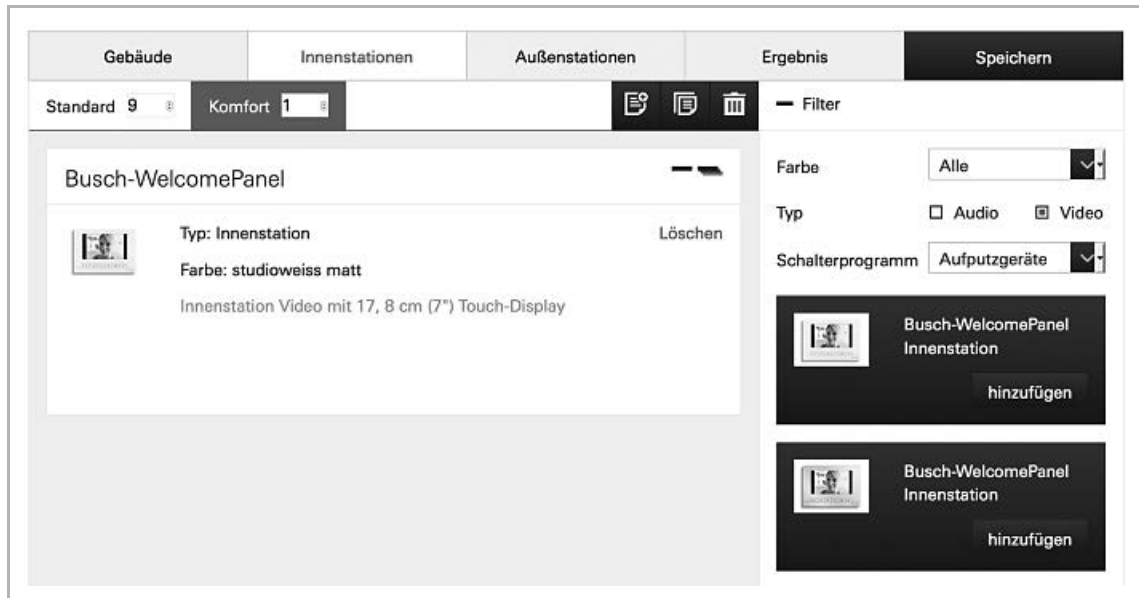 Gebäude Innenstationen Außenstationen Ergebnis Speichern
Standard 9 Komfort 1 Filter
Busch-WelcomePanel
Typ: Innenstation Löschen
Farbe: studioweiss matt
Innenstation Video mit 17, 8 cm (7") Touch-Display
Farbe Alle
Typ Audio Video
Schalterprogramm Aufputzgeräte
Busch-WelcomePanel
Innenstation
hinzufügen
Busch-WelcomePanel
Innenstation
hinzufügen